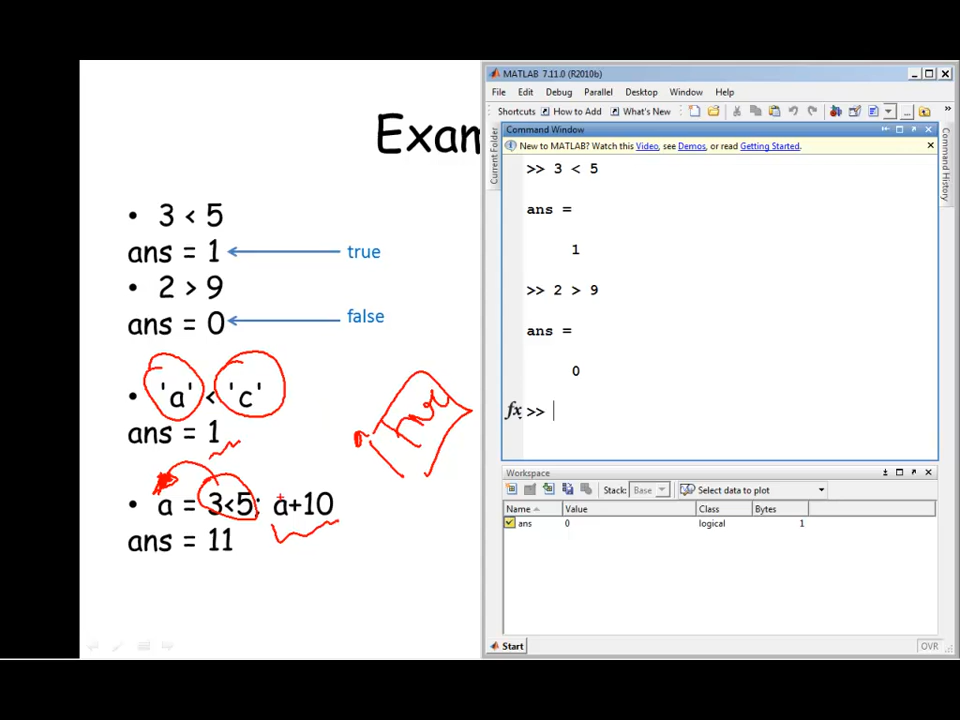 Exam
• 3 < 5
ans = 1
true
• 2 > 9
ans = 0
false
• 'a' < 'c'
ans = 1
• a = 3<5; a+10
ans = 11
MATLAB 7.11.0 (R2010b)
File Edit Debug Parallel Desktop Window Help
Shortcuts How to Add What's New
Current Folder
Command Window
New to MATLAB? Watch this Video, see Demos, or read Getting Started.
>> 3 < 5
ans =
1
>> 2 > 9
ans =
0
fx >>
Command History
Workspace
Stack: Base Select data to plot
Name Value Class Bytes
ans 0 logical 1
Start
OVR